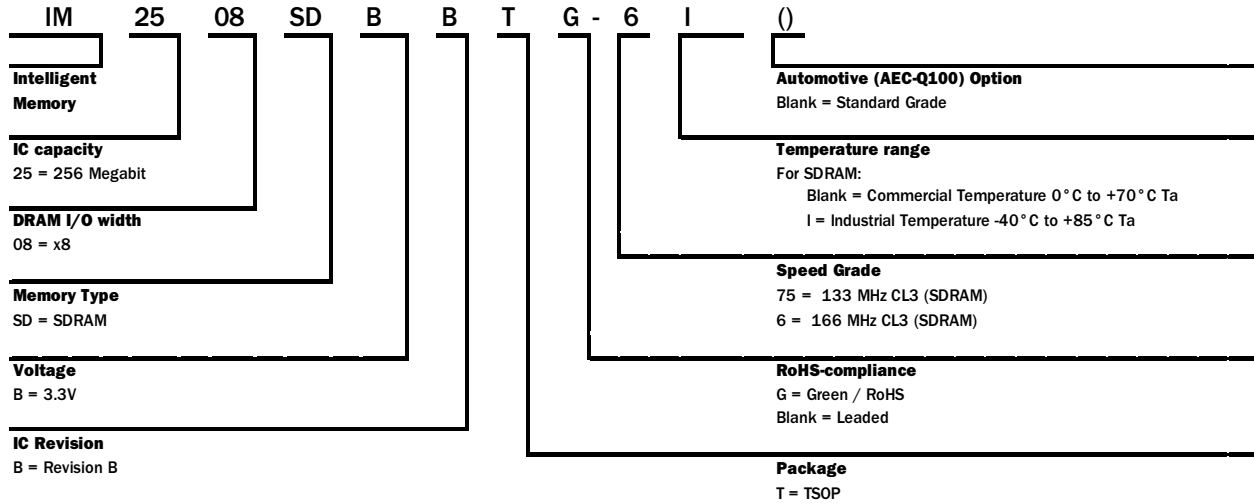 IM 25 08 SD B B T G - 6 I ()
Intelligent
Memory
IC capacity
25 = 256 Megabit
DRAM I/O width
08 = x8
Memory Type
SD = SDRAM
Voltage
B = 3.3V
IC Revision
B = Revision B
Automotive (AEC-Q100) Option
Blank = Standard Grade
Temperature range
For SDRAM:
Blank = Commercial Temperature 0°C to +70°C Ta
I = Industrial Temperature -40°C to +85°C Ta
Speed Grade
75 = 133 MHz CL3 (SDRAM)
6 = 166 MHz CL3 (SDRAM)
RoHS-compliance
G = Green / RoHS
Blank = Leaded
Package
T = TSOP